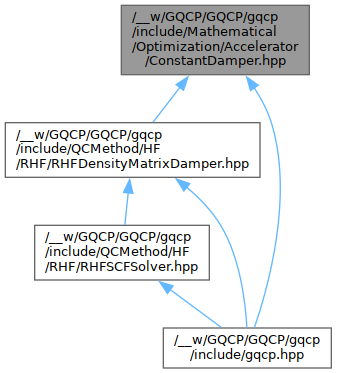 /__w/GQCP/GQCP/gqcp
/include/Mathematical
/Optimization/Accelerator
/ConstantDamper.hpp
/__w/GQCP/GQCP/gqcp
/include/QCMethod/HF
/RHF/RHFDensityMatrixDamper.hpp
/__w/GQCP/GQCP/gqcp
/include/QCMethod/HF
/RHF/RHFSCFSolver.hpp
/__w/GQCP/GQCP/gqcp
/include/gqcp.hpp